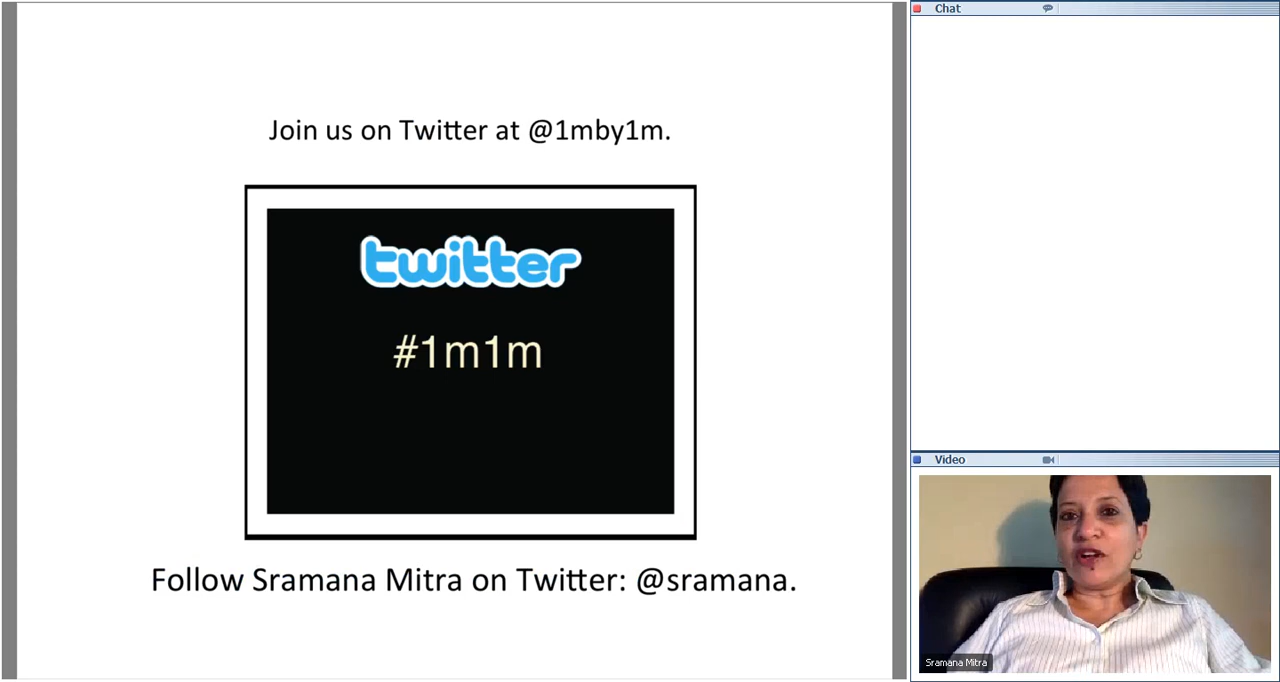 Join us on Twitter at @1mby1m.
twitter
#1m1m
Follow Sramana Mitra on Twitter: @sramana.
Chat
Video
Sramana Mitra